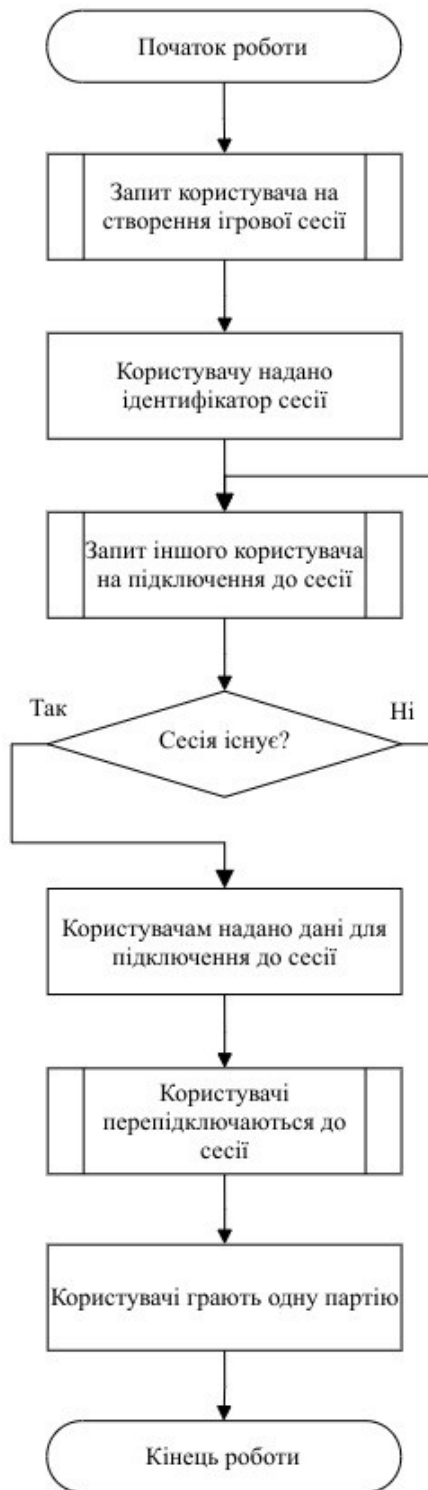 Початок роботи
Запит користувача на
створення ігрової сесії
Користувачу надано
ідентифікатор сесії
Запит іншого користувача
на підключення до сесії
Так
Ні
Сесія існує?
Користувачам надано дані для
підключення до сесії
Користувачі
перепідключаються до
сесії
Користувачі грають одну партію
Кінець роботи